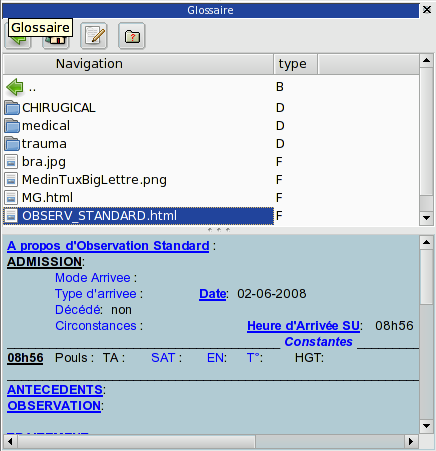 Glossaire
Glossaire
Navigation type
.. B
CHIRUGICAL D
medical D
trauma D
bra.jpg F
MedinTuxBigLettre.png F
MG.html F
OBSERV_STANDARD.html F
A propos d'Observation Standard :
ADMISSION:
Mode Arrivee :
Type d'arrivee : Date: 02-06-2008
Décédé: non
Circonstances : Heure d'Arrivée SU: 08h56
Constantes
08h56 Pouls : TA : SAT : EN: T°: HGT:
ANTECEDENTS:
OBSERVATION: